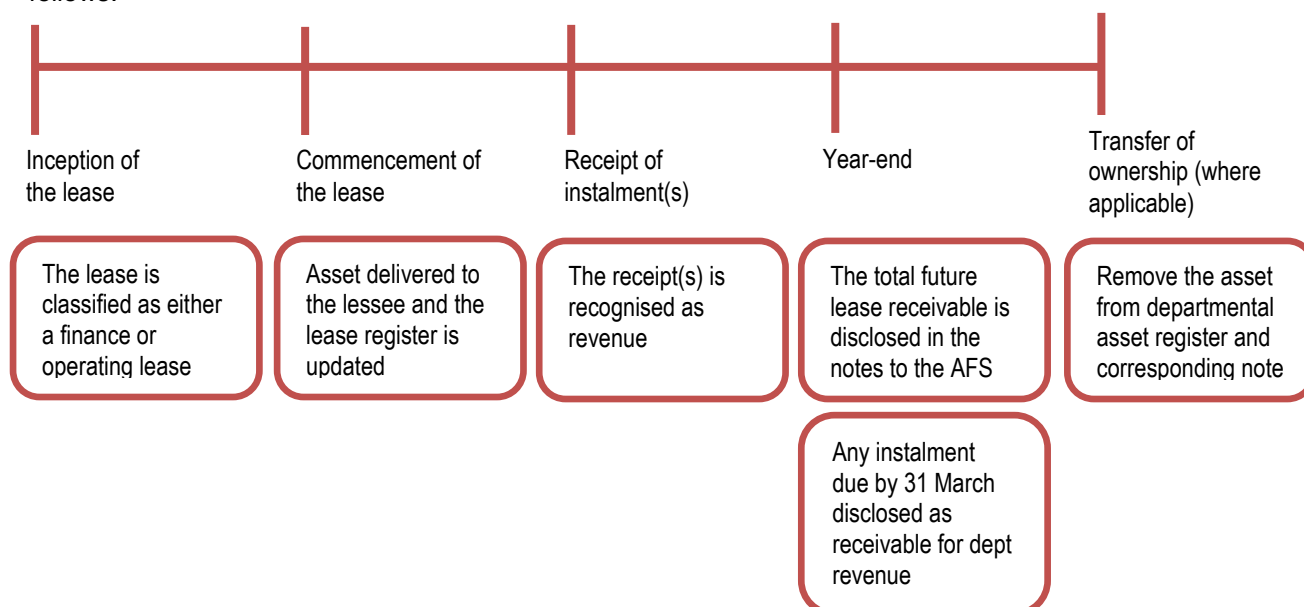 Inception of
the lease
Commencement of
the lease
Receipt of
instalment(s)
Year-end
Transfer of
ownership (where
applicable)
The lease is
classified as either
a finance or
operating lease
Asset delivered to
the lessee and the
lease register is
updated
The receipt(s) is
recognised as
revenue
The total future
lease receivable is
disclosed in the
notes to the AFS
Remove the asset
from departmental
asset register and
corresponding note
Any instalment
due by 31 March
disclosed as
receivable for dept
revenue